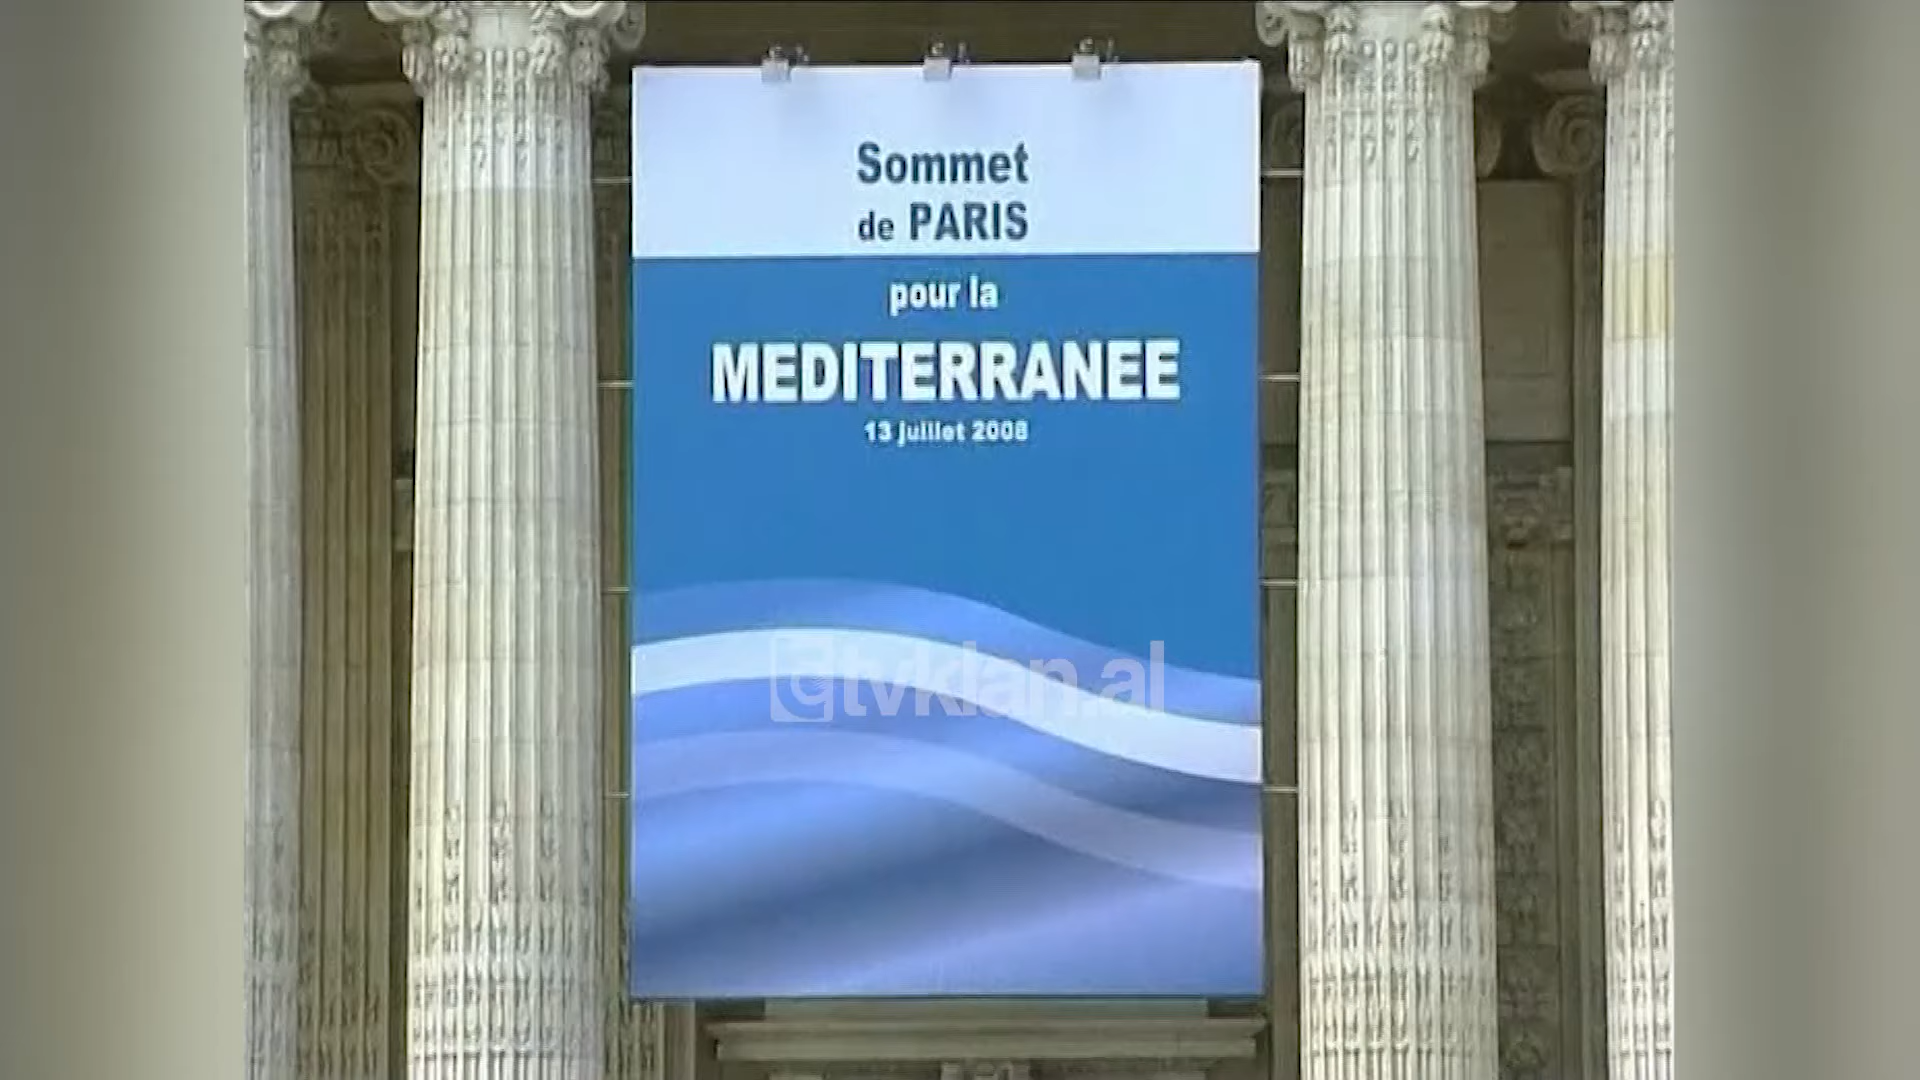 Sommet
de PARIS
pour la
MEDITERRANEE
13 juillet 2008
tvklan.al